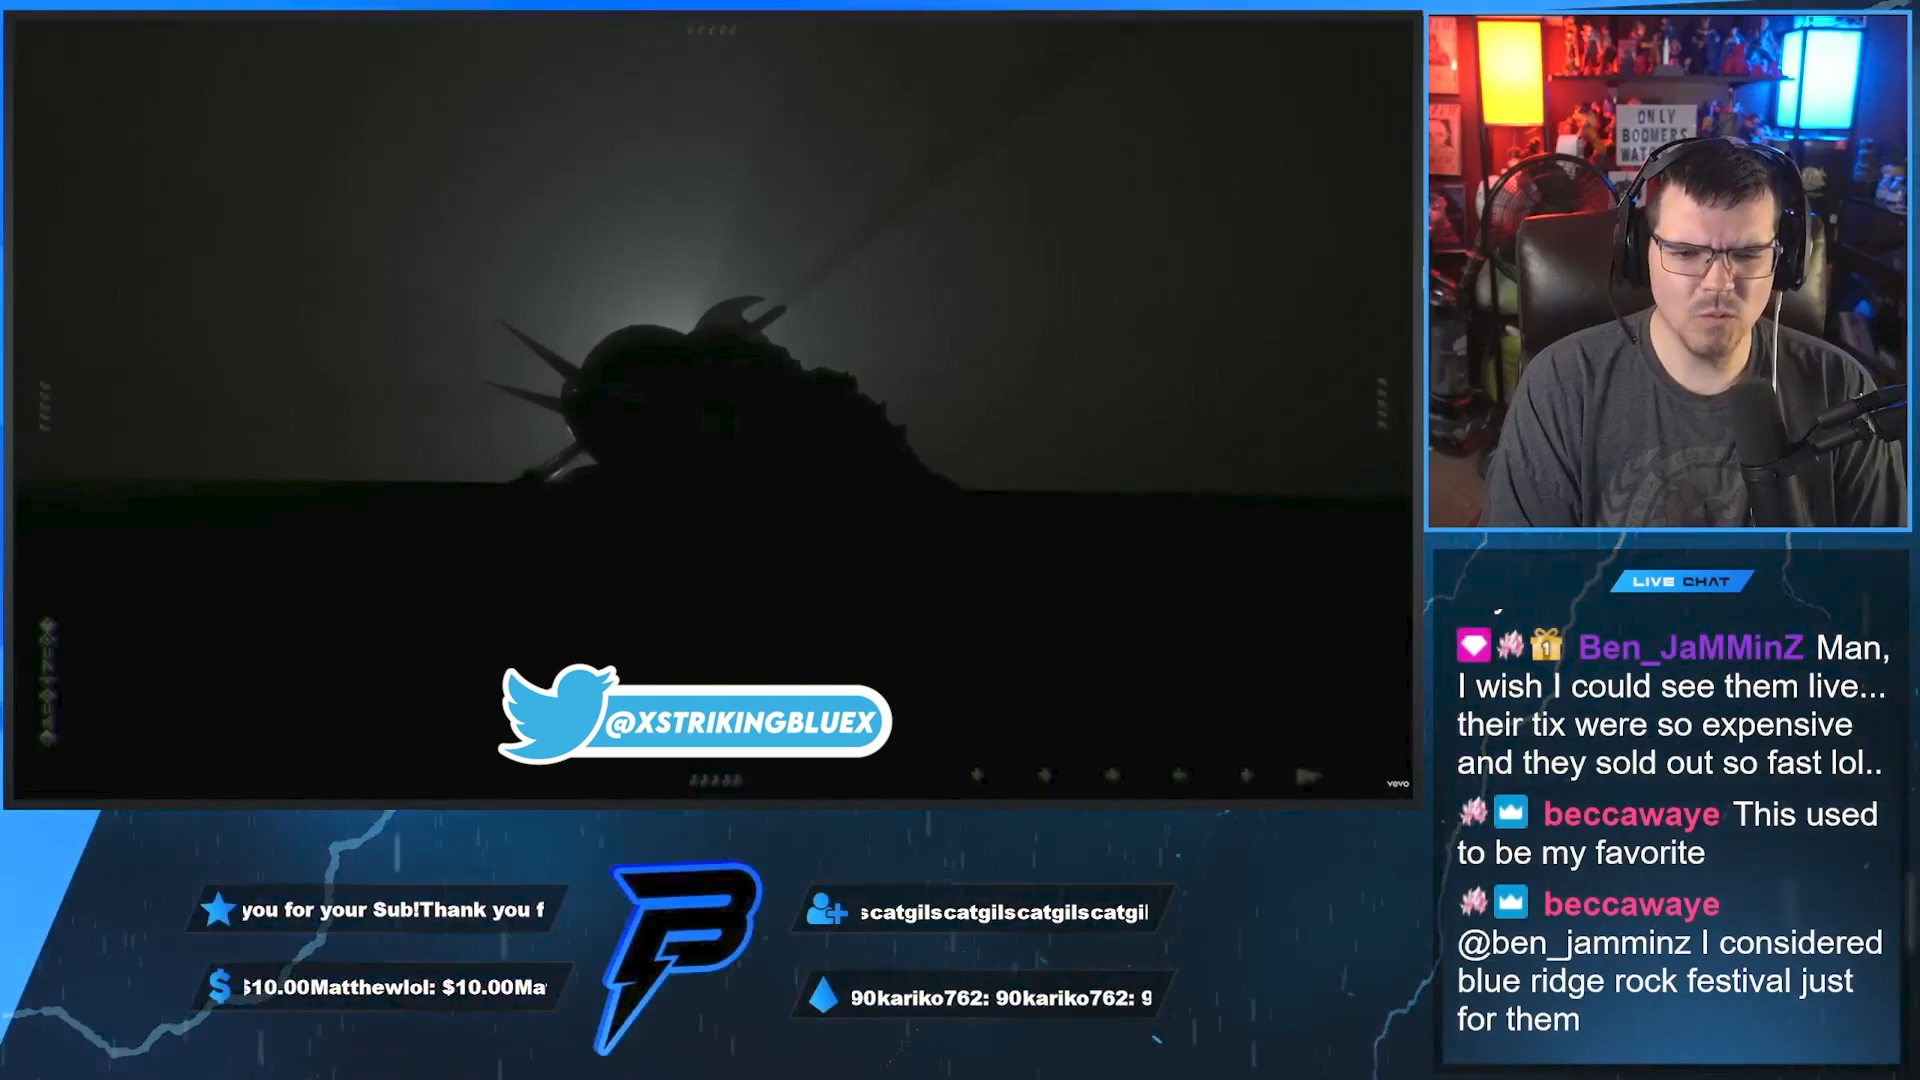 ONLY
BOOMERS
@XSTRIKINGBLUEX
vevo
LIVE CHAT
Ben_JaMMinZ Man,
I wish I could see them live...
their tix were so expensive
and they sold out so fast lol..
beccawaye This used
to be my favorite
beccawaye
@ben_jamminz I considered
blue ridge rock festival just
for them
you for your Sub!Thank you f
$10.00Matthewlol: $10.00Ma
scatgilscatgilscatgilscatgil
90kariko762: 90kariko762: 9